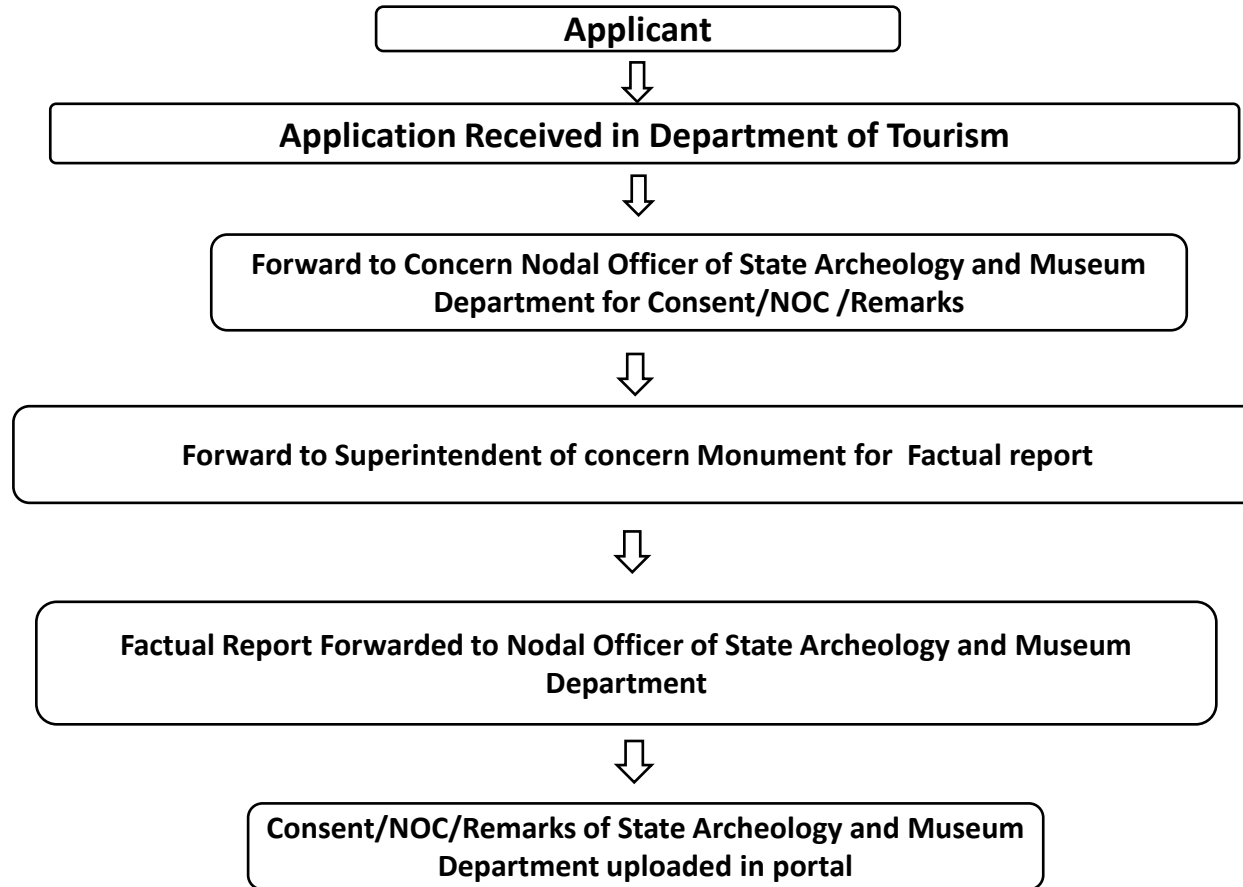 Applicant
Application Received in Department of Tourism
Forward to Concern Nodal Officer of State Archeology and Museum
Department for Consent/NOC /Remarks
Forward to Superintendent of concern Monument for  Factual report
Factual Report Forwarded to Nodal Officer of State Archeology and Museum
Department
Consent/NOC/Remarks of State Archeology and Museum
Department uploaded in portal